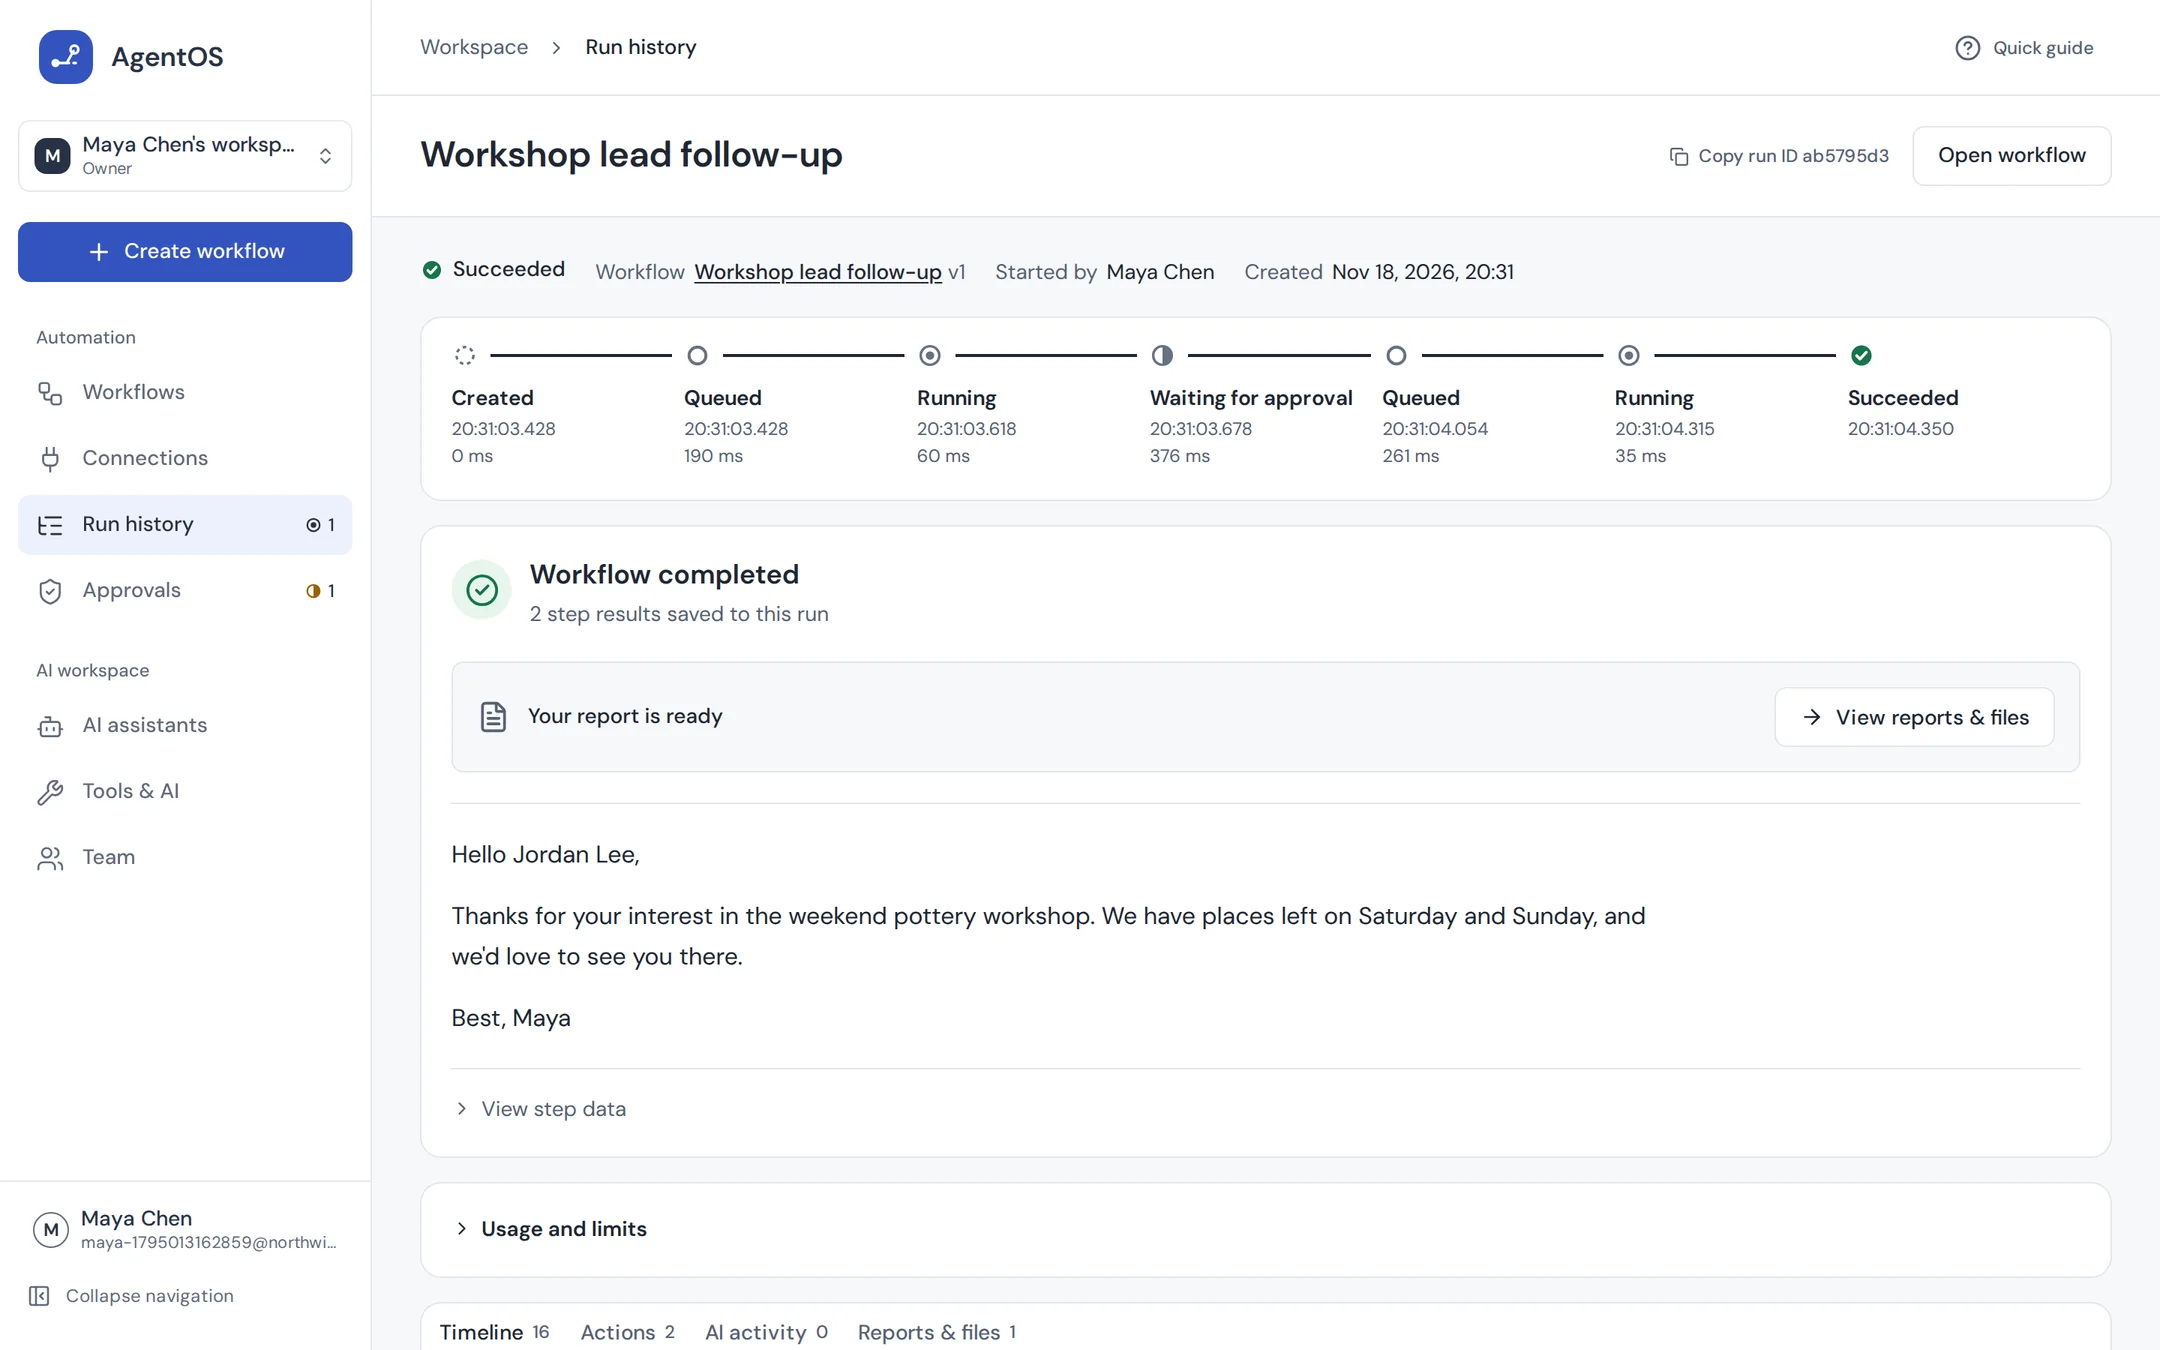 AgentOS
M
Maya Chen's worksp...
Owner
Create workflow
Automation
Workflows
Connections
Run history 1
Approvals 1
AI workspace
AI assistants
Tools & AI
Team
M
Maya Chen
maya-1795013162859@northwi...
Collapse navigation
Workspace Run history
Quick guide
Workshop lead follow-up
Copy run ID ab5795d3
Open workflow
Succeeded Workflow Workshop lead follow-up v1 Started by Maya Chen Created Nov 18, 2026, 20:31
Created Queued Running Waiting for approval Queued Running Succeeded
20:31:03.428 20:31:03.428 20:31:03.618 20:31:03.678 20:31:04.054 20:31:04.315 20:31:04.350
0 ms 190 ms 60 ms 376 ms 261 ms 35 ms
Workflow completed
2 step results saved to this run
Your report is ready
View reports & files
Hello Jordan Lee,
Thanks for your interest in the weekend pottery workshop. We have places left on Saturday and Sunday, and
we'd love to see you there.
Best, Maya
View step data
Usage and limits
Timeline 16 Actions 2 AI activity 0 Reports & files 1